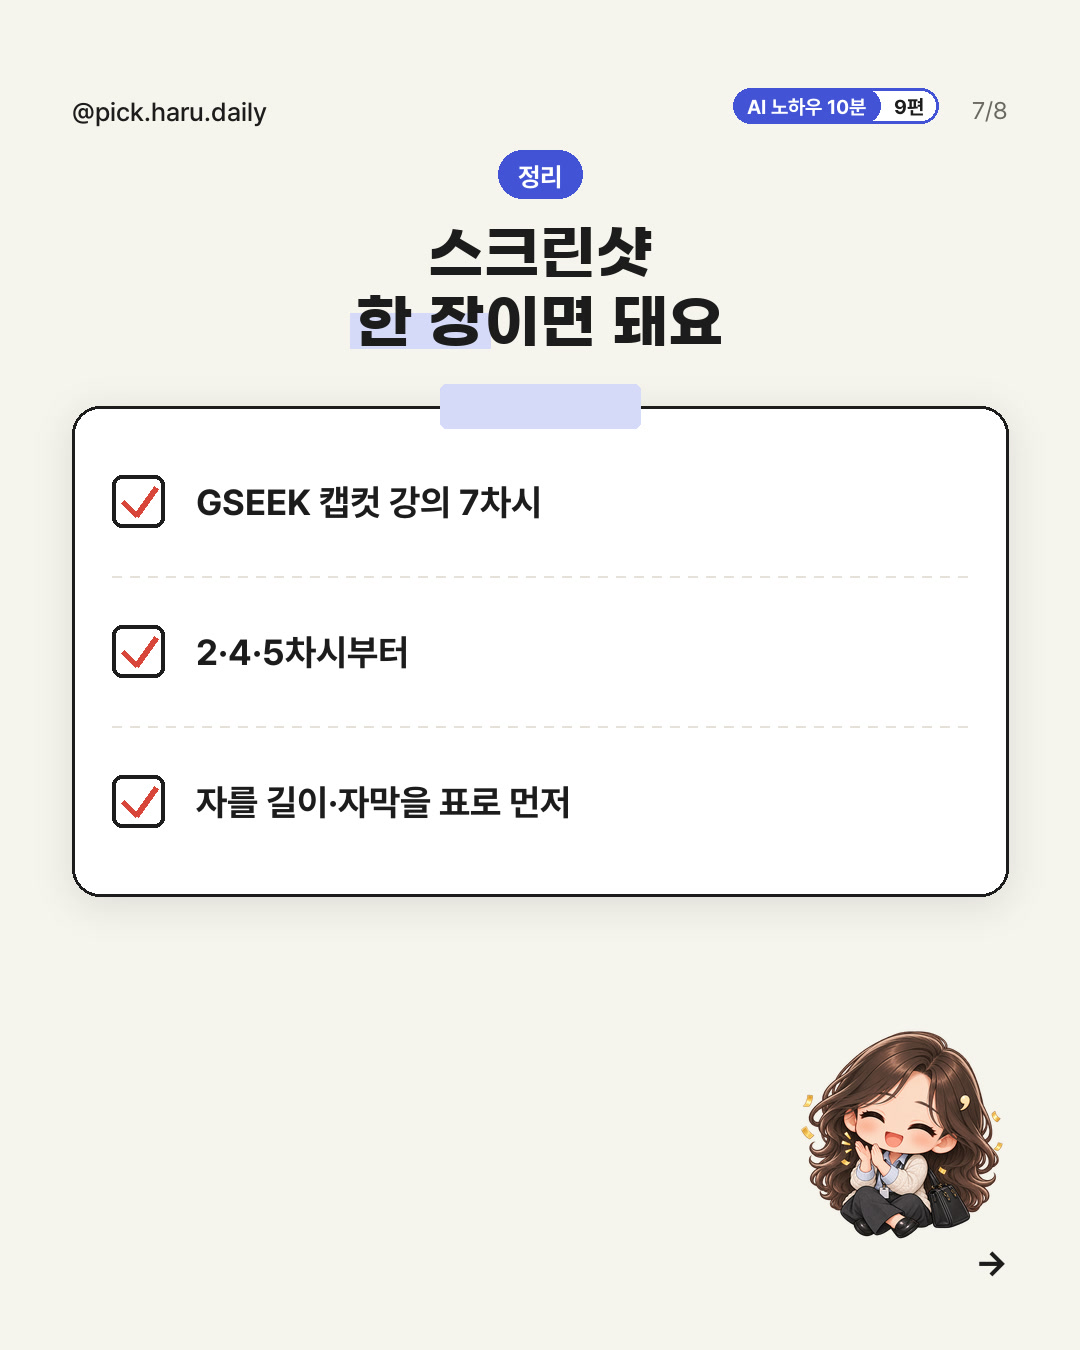 @pick.haru.daily
AI 노하우 10분 9편
7/8
정리
스크린샷
한 장이면 돼요
GSEEK 캡컷 강의 7차시
2·4·5차시부터
자를 길이·자막을 표로 먼저
→